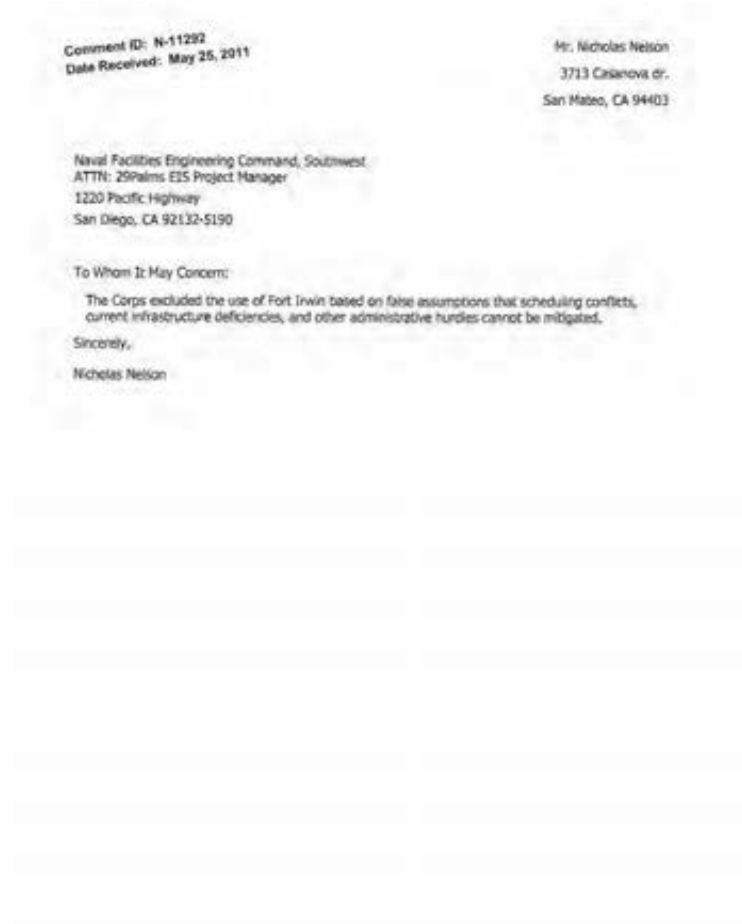 Comment ID: N-11292
Date Received: May 25, 2011
Mr. Nicholas Nelson
3713 Casanova dr.
San Mateo, CA 94403
Naval Facilities Engineering Command, Southwest
ATTN: 29Palms EIS Project Manager
1220 Pacific Highway
San Diego, CA 92132-5190
To Whom It May Concern:
The Corps excluded the use of Fort Irwin based on false assumptions that scheduling conflicts,
current infrastructure deficiencies, and other administrative hurdles cannot be mitigated.
Sincerely,
Nicholas Nelson